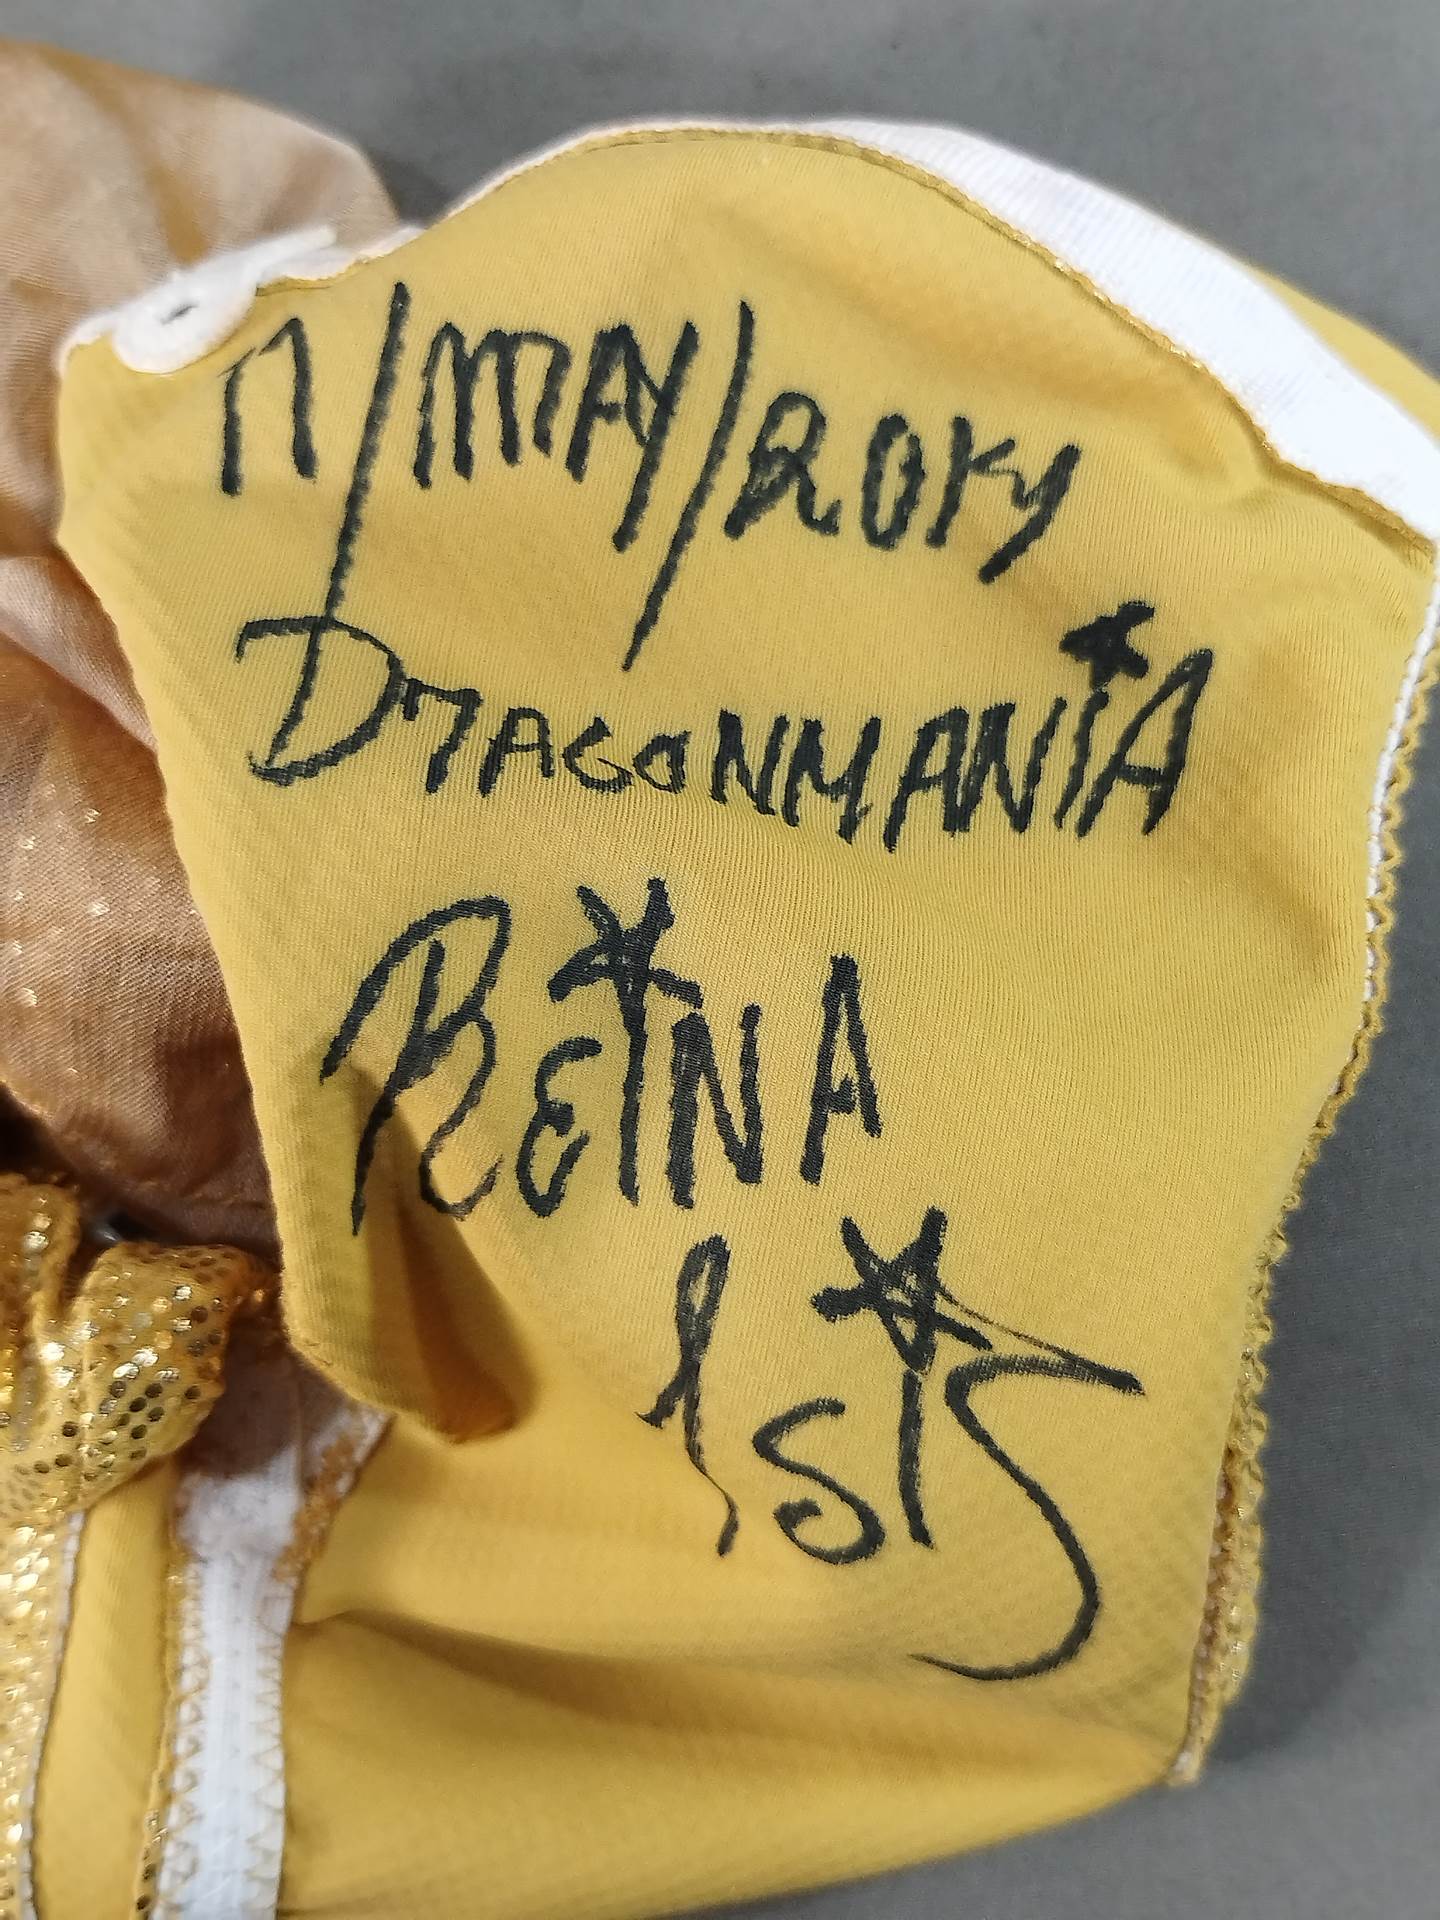 11/MAY/2019
DRAGONMANIA
REINA
ISIS